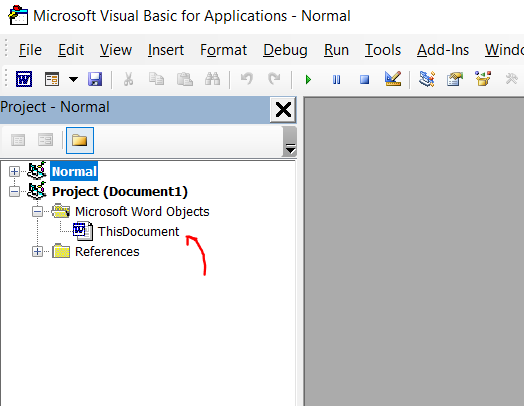 Microsoft Visual Basic for Applications - Normal
File Edit View Insert Format Debug Run Tools Add-Ins
Project - Normal
Normal
Project (Document1)
Microsoft Word Objects
ThisDocument
References